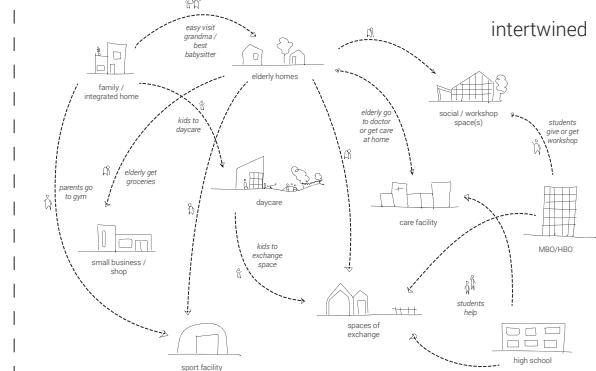 intertwined
easy visit
grandma /
best
babysitter
family /
integrated home
elderly homes
social / workshop
space(s)
kids to
daycare
elderly go
to doctor
or get care
at home
students
give or get
workshop
parents go
to gym
elderly get
groceries
daycare
care facility
MBO/HBO
small business /
shop
kids to
exchange
space
students
help
spaces of
exchange
high school
sport facility